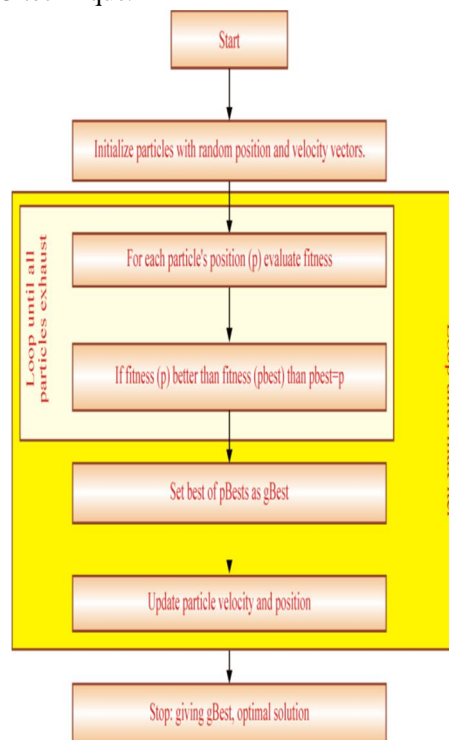 Start
Initialize particles with random position and velocity vectors.
For each particle's position (p) evaluate fitness
Loop until all
particles exhaust
If fitness (p) better than fitness (pbest) than pbest=p
Set best of pBests as gBest
Update particle velocity and position
Stop: giving gBest, optimal solution